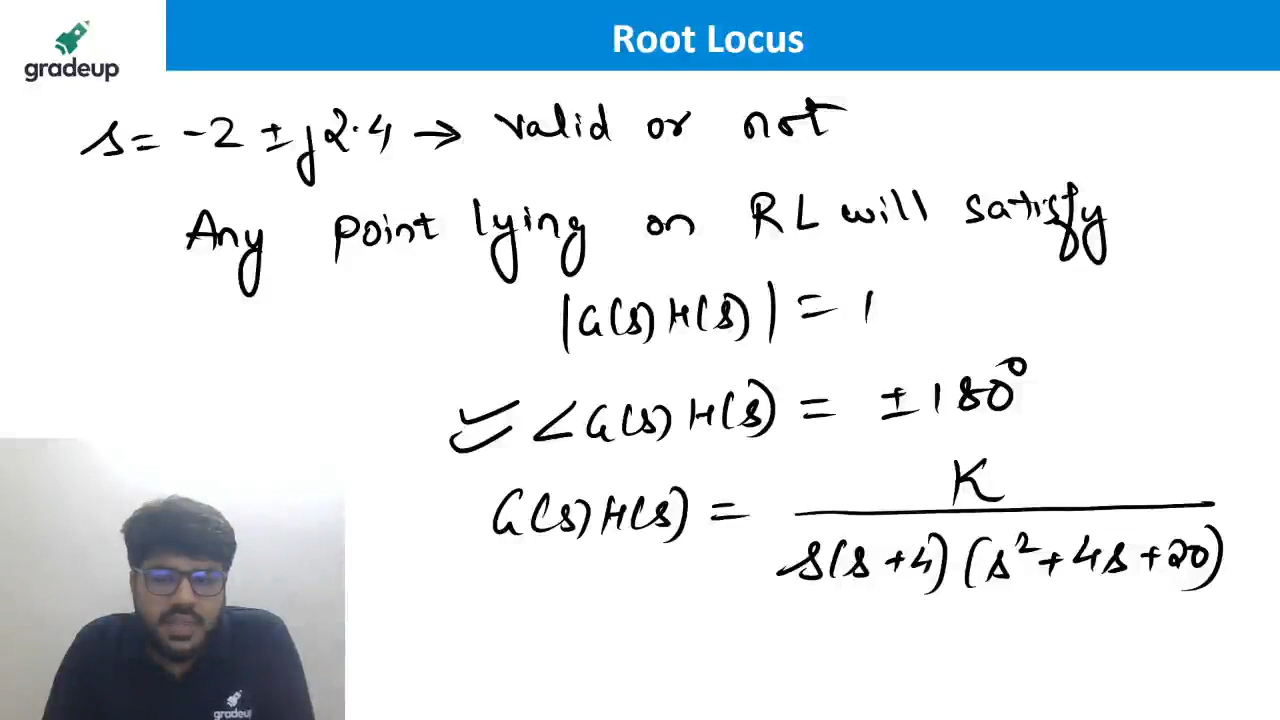 gradeup
Root Locus
s = -2 ± j2.4 → valid or not
Any point lying on RL will satisfy
|G(s)H(s)| = 1
∠G(s)H(s) = ±180°
G(s)H(s) = K
s(s+4)(s²+4s+20)
gradeup